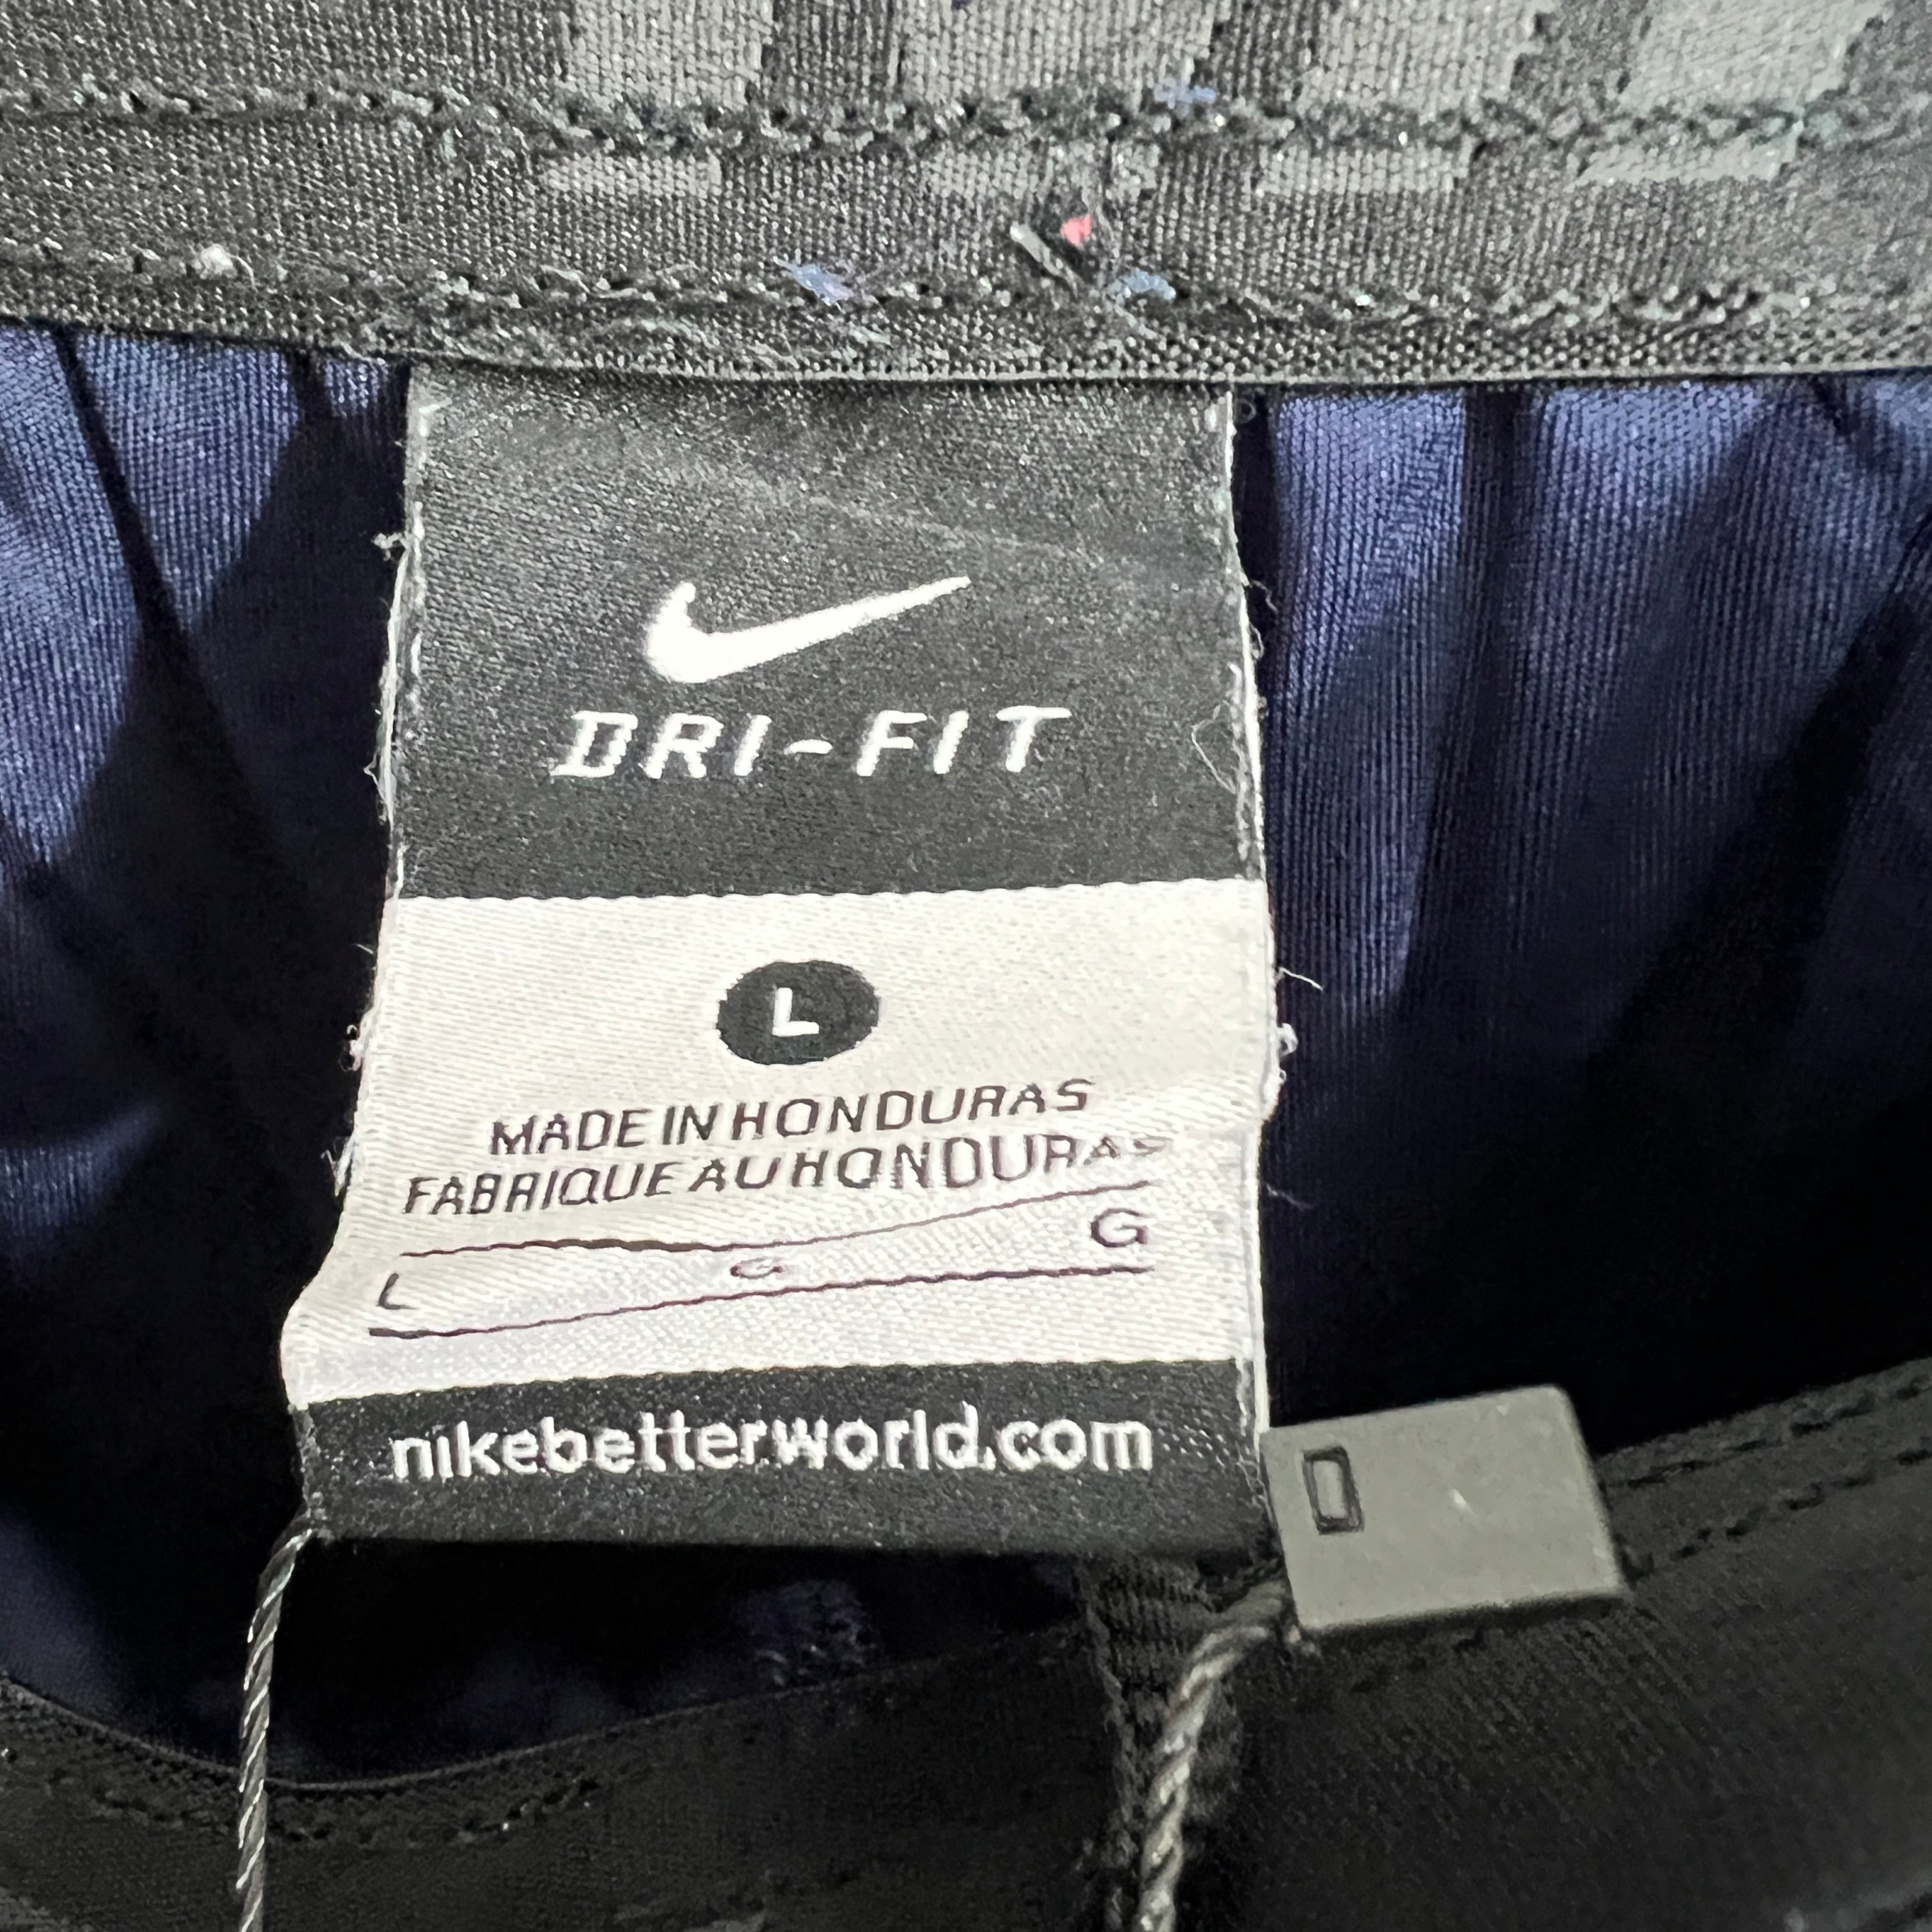 DRI-FIT
L
MADE IN HONDURAS
FABRIQUE AU HONDURAS
L G G
nikebetterworld.com